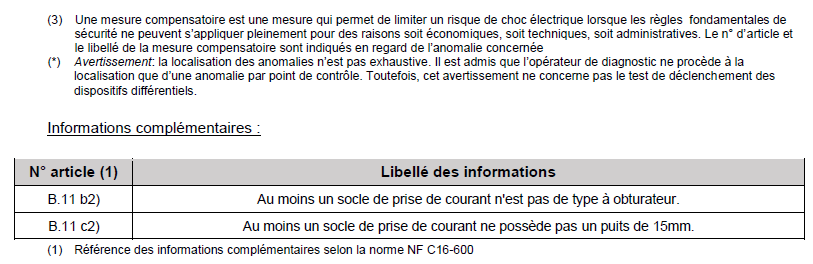 (3) Une mesure compensatoire est une mesure qui permet de limiter un risque de choc électrique lorsque les règles fondamentales de
sécurité ne peuvent s'appliquer pleinement pour des raisons soit économiques, soit techniques, soit administratives. Le n° d'article et
le libellé de la mesure compensatoire sont indiqués en regard de l'anomalie concernée
(*) Avertissement: la localisation des anomalies n'est pas exhaustive. Il est admis que l'opérateur de diagnostic ne procède à la
localisation que d'une anomalie par point de contrôle. Toutefois, cet avertissement ne concerne pas le test de déclenchement des
dispositifs différentiels.
Informations complémentaires :
N° article (1) Libellé des informations
B.11 b2) Au moins un socle de prise de courant n'est pas de type à obturateur.
B.11 c2) Au moins un socle de prise de courant ne possède pas un puits de 15mm.
(1) Référence des informations complémentaires selon la norme NF C16-600